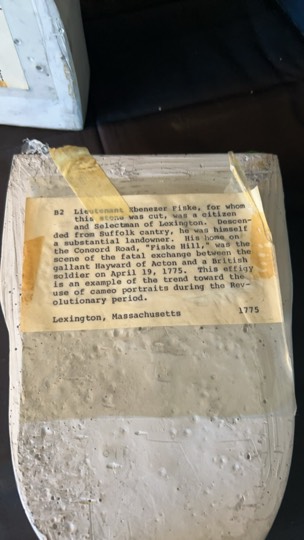 B2 Lieutenant Ebenezer Fiske, for whom
this stone was cut, was a citizen
and Selectman of Lexington. Descen-
ded from Suffolk cantry, he was himself
a substantial landowner. His home on
the Concord Road, "Fiske Hill," was the
scene of the fatal exchange between the
gallant Hayward of Acton and a British
soldier on April 19, 1775. This effigy
is an example of the trend toward the
use of cameo portraits during the Rev-
olutionary period.
Lexington, Massachusetts 1775